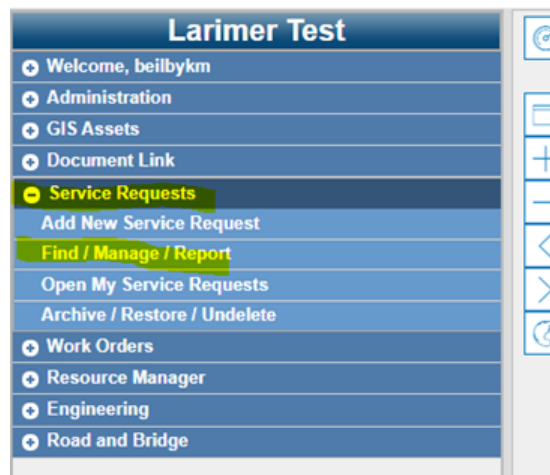 Larimer Test
Welcome, beilbykm
Administration
GIS Assets
Document Link
Service Requests
Add New Service Request
Find / Manage / Report
Open My Service Requests
Archive / Restore / Undelete
Work Orders
Resource Manager
Engineering
Road and Bridge